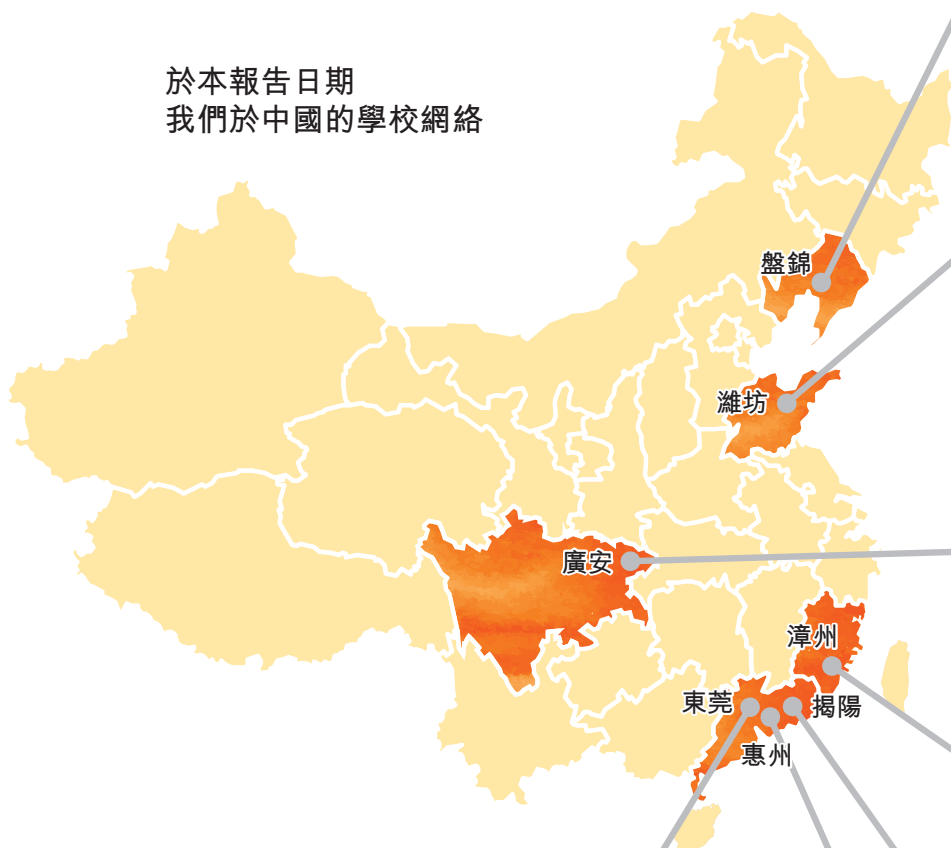 於本報告日期
我們於中國的學校網絡
盤錦
濰坊
廣安
漳州
東莞
揭陽
惠州